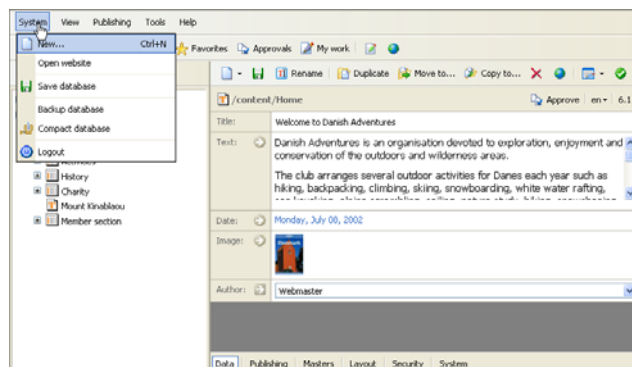 System View Publishing Tools Help
New... Ctrl+N
Favorites Approvals My work
Open website
Save database
Backup database
Compact database
Logout
History
Charity
Mount Kinablaou
Member section
Rename Duplicate Move to... Copy to...
/content/Home Approve en 6.1
Title: Welcome to Danish Adventures
Text: Danish Adventures is an organisation devoted to exploration, enjoyment and
conservation of the outdoors and wilderness areas.
The club arranges several outdoor activities for Danes each year such as
hiking, backpacking, climbing, skiing, snowboarding, white water rafting,
Date: Monday, July 08, 2002
Image:
Author: Webmaster
Data Publishing Masters Layout Security System